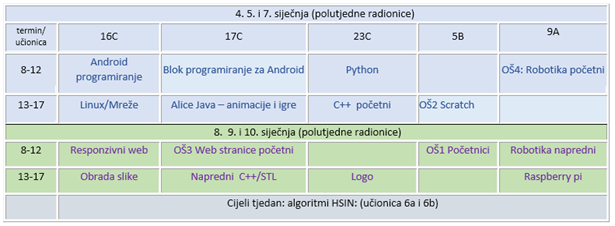 4. 5. i 7. siječnja (polutjedne radionice)
termin/ učionica 16C 17C 23C 5B 9A
8-12 Android programiranje Blok programiranje za Android Python OŠ4: Robotika početni
13-17 Linux/Mreže Alice Java – animacije i igre C++ početni OŠ2 Scratch
8. 9. i 10. siječnja (polutjedne radionice)
8-12 Responzivni web OŠ3 Web stranice početni OŠ1 Početnici Robotika napredni
13-17 Obrada slike Napredni C++/STL Logo Raspberry pi
Cijeli tjedan: algoritmi HSIN: (učionica 6a i 6b)